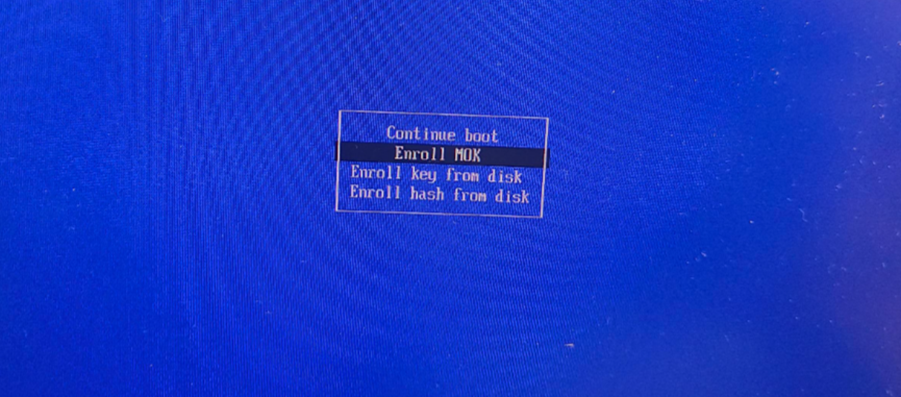 Continue boot
Enroll MOK
Enroll key from disk
Enroll hash from disk